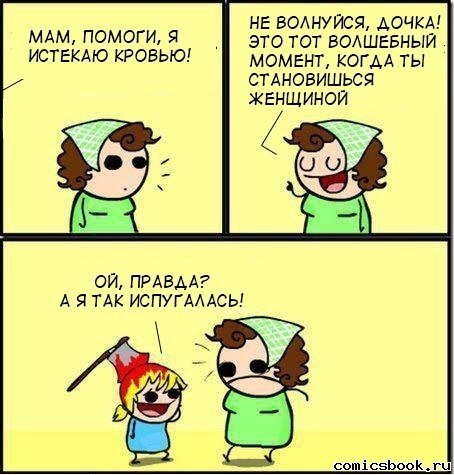 МАМ, ПОМОГИ, Я
ИСТЕКАЮ КРОВЬЮ!
НЕ ВОЛНУЙСЯ, ДОЧКА!
ЭТО ТОТ ВОЛШЕБНЫЙ
МОМЕНТ, КОГДА ТЫ
СТАНОВИШЬСЯ
ЖЕНЩИНОЙ
ОЙ, ПРАВДА?
А Я ТАК ИСПУГАЛАСЬ!
comicsbook.ru